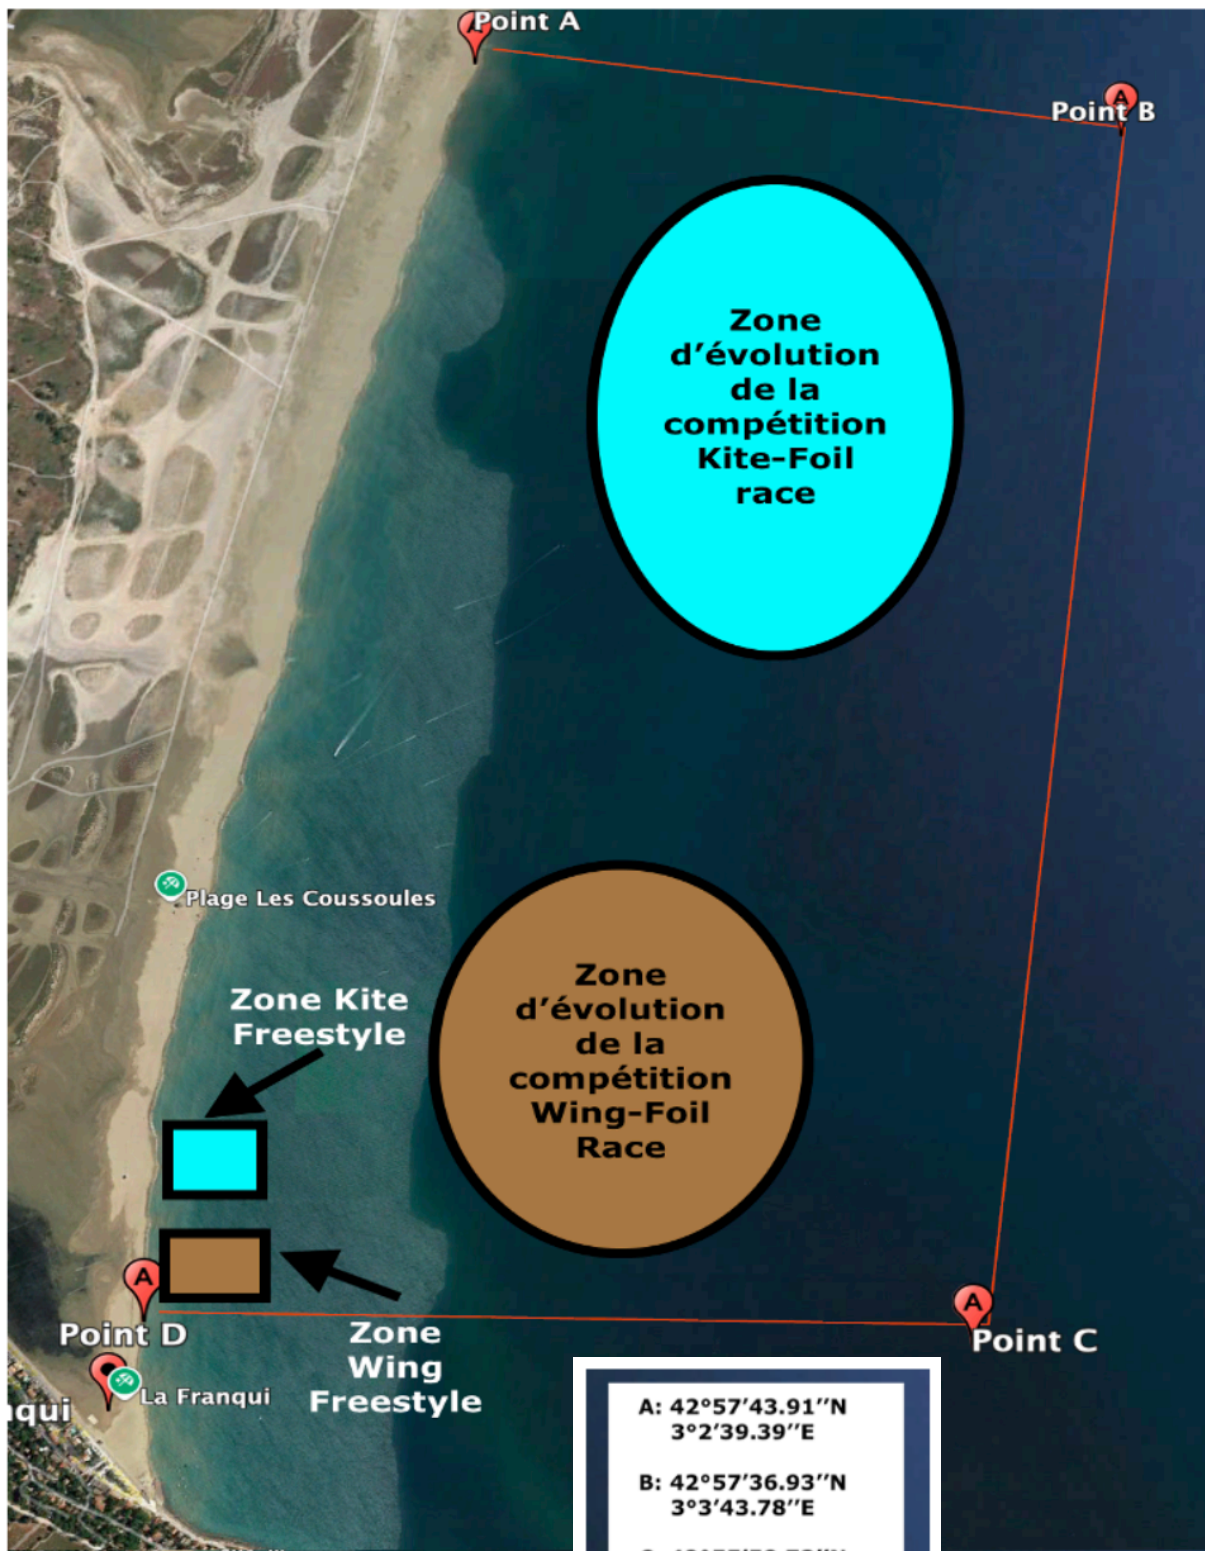 Point A
Point B
Zone
d'évolution
de la
compétition
Kite-Foil
race
Plage Les Coussoules
Zone Kite
Freestyle
Zone
d'évolution
de la
compétition
Wing-Foil
Race
A
A
Point D
Point C
Zone
Wing
Freestyle
La Franqui
nqui
A: 42°57'43.91''N
3°2'39.39''E
B: 42°57'36.93''N
3°3'43.78''E